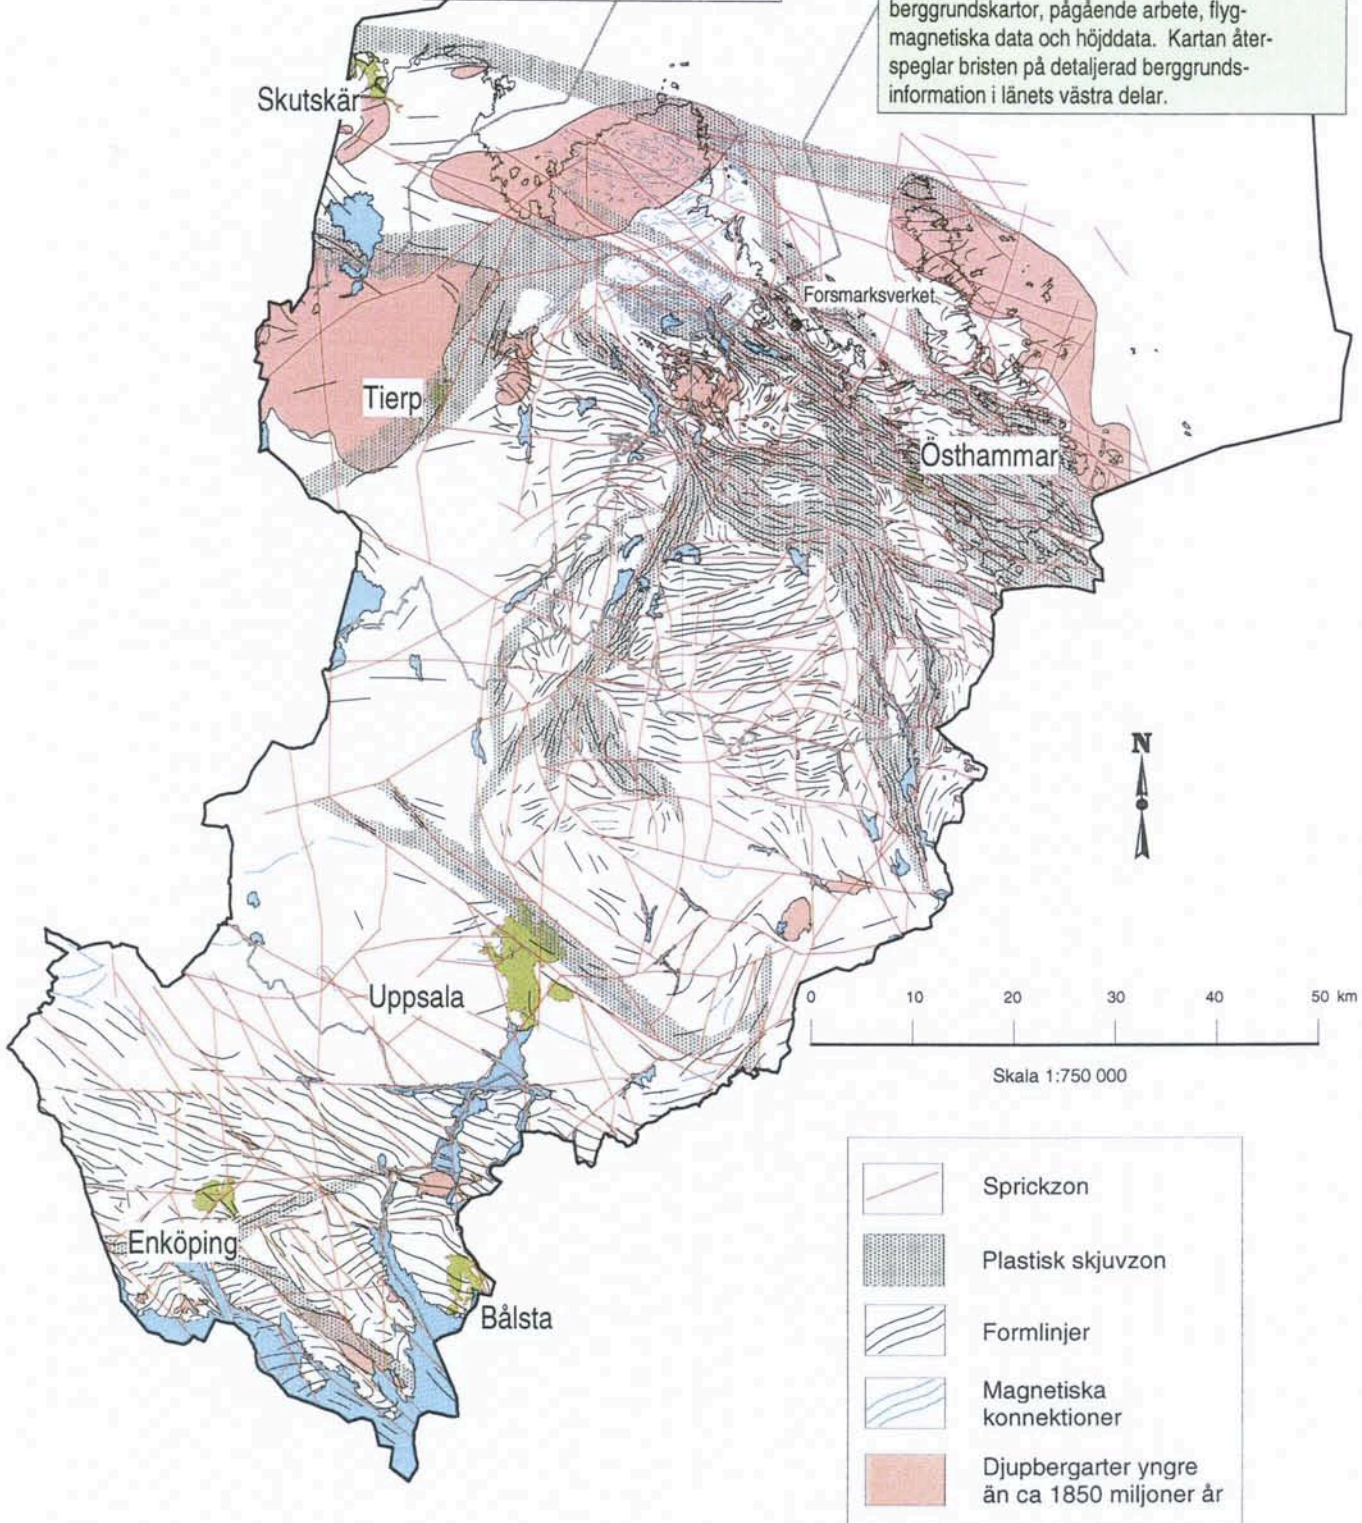 berggrundskartor, pågående arbete, flyg-
magnetiska data och höjddata. Kartan åter-
speglar bristen på detaljerad berggrunds-
information i länets västra delar.
Skutskär
Forsmarksverket
Tierp
Östhammar
N
Uppsala
0 10 20 30 40 50 km
Skala 1:750 000
Sprickzon
Enköping
Plastisk skjuvzon
Bålsta
Formlinjer
Magnetiska
konnektioner
Djupbergarter yngre
än ca 1850 miljoner år